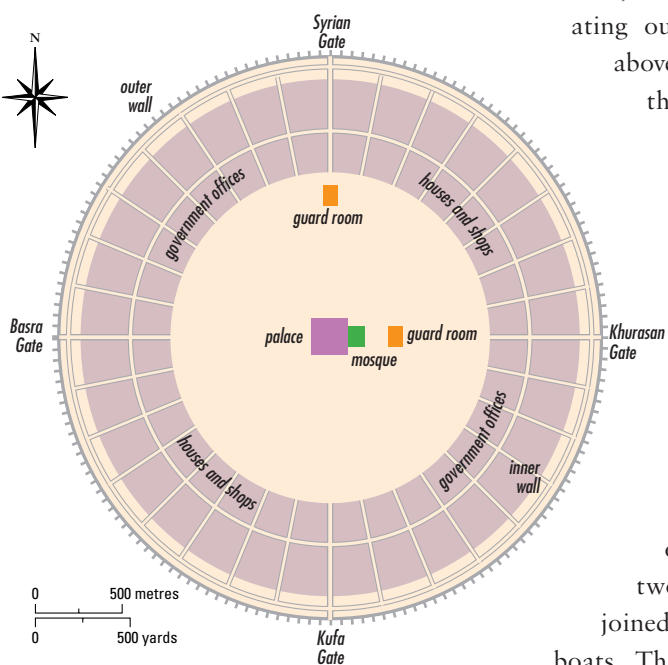 Syrian
Gate
N
ating ou
above
th
outer
wall
government offices
houses and shops
guard room
Basra
Gate
palace
mosque
guard room
Khurasan
Gate
houses and shops
government offices
inner
wall
0 500 metres
0 500 yards
Kufa
Gate
two
joined
boats. Th